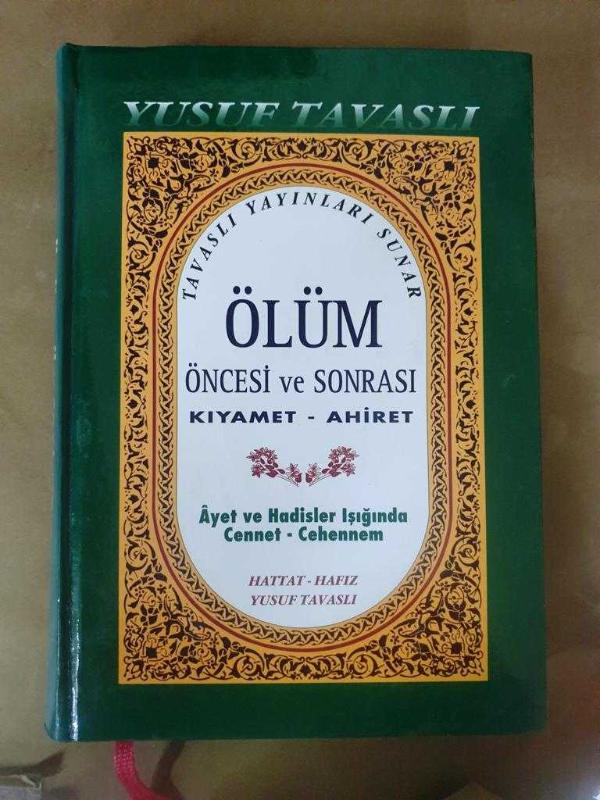 YUSUF TAVASLI
TAVASLI YAYINLARI SUNAR
ÖLÜM
ÖNCESİ ve SONRASI
KIYAMET - AHİRET
Âyet ve Hadisler Işığında
Cennet - Cehennem
HATTAT - HAFIZ
YUSUF TAVASLI